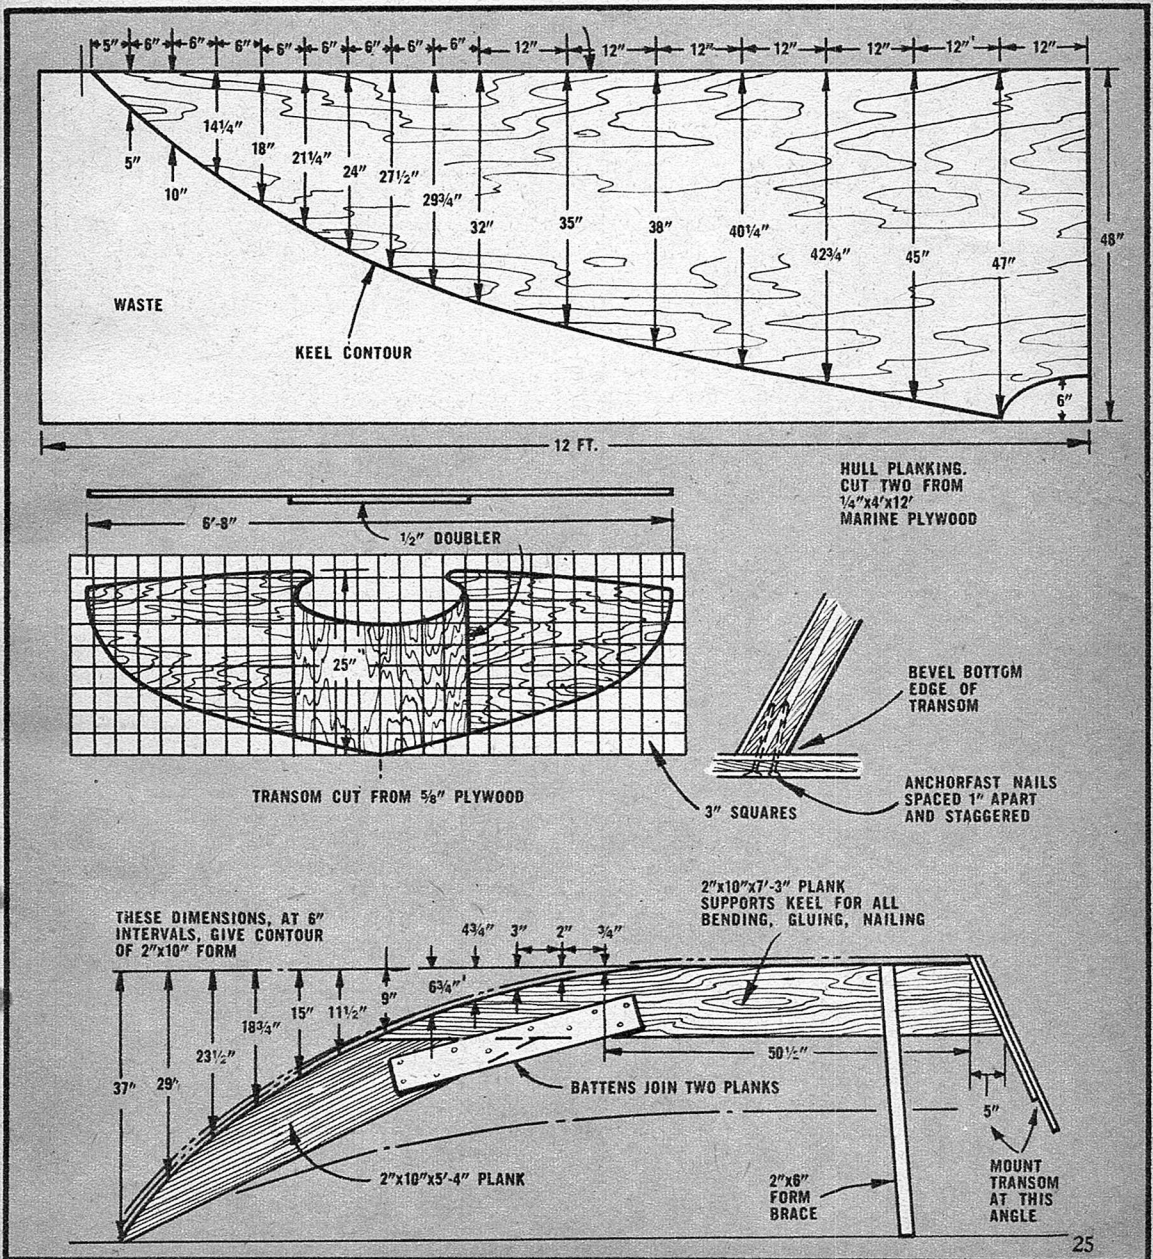 5" 6" 6" 6" 6" 6" 6" 6" 6" 12" 12" 12" 12" 12" 12" 12"
5"
10"
14¼"
18"
21¼"
24"
27½"
29¾"
32"
35"
38"
40¼"
42¾"
45"
47"
48"
6"
WASTE
KEEL CONTOUR
12 FT.
HULL PLANKING.
CUT TWO FROM
¼"x4'x12'
MARINE PLYWOOD
6'-8"
½" DOUBLER
25"
TRANSOM CUT FROM ⅝" PLYWOOD
3" SQUARES
BEVEL BOTTOM
EDGE OF
TRANSOM
ANCHORFAST NAILS
SPACED 1" APART
AND STAGGERED
THESE DIMENSIONS, AT 6"
INTERVALS, GIVE CONTOUR
OF 2"x10" FORM
2"x10"x7'-3" PLANK
SUPPORTS KEEL FOR ALL
BENDING, GLUING, NAILING
37"
29"
23½"
18¾"
15"
11½"
9"
6¾"
4¾"
3"
2"
¾"
50½"
5"
BATTENS JOIN TWO PLANKS
2"x10"x5'-4" PLANK
2"x6"
FORM
BRACE
MOUNT
TRANSOM
AT THIS
ANGLE
25